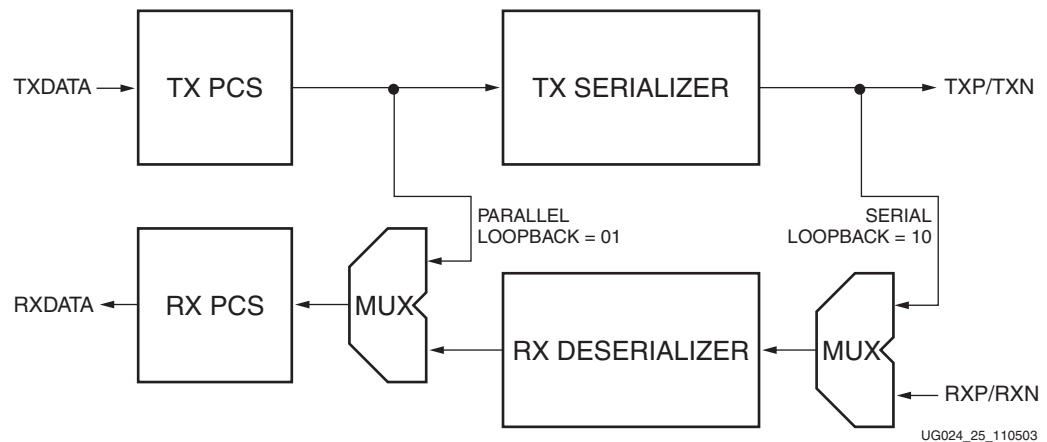 TXDATA
TX PCS
TX SERIALIZER
TXP/TXN
PARALLEL
LOOPBACK = 01
SERIAL
LOOPBACK = 10
RXDATA
RX PCS
MUX
RX DESERIALIZER
MUX
RXP/RXN
UG024_25_110503